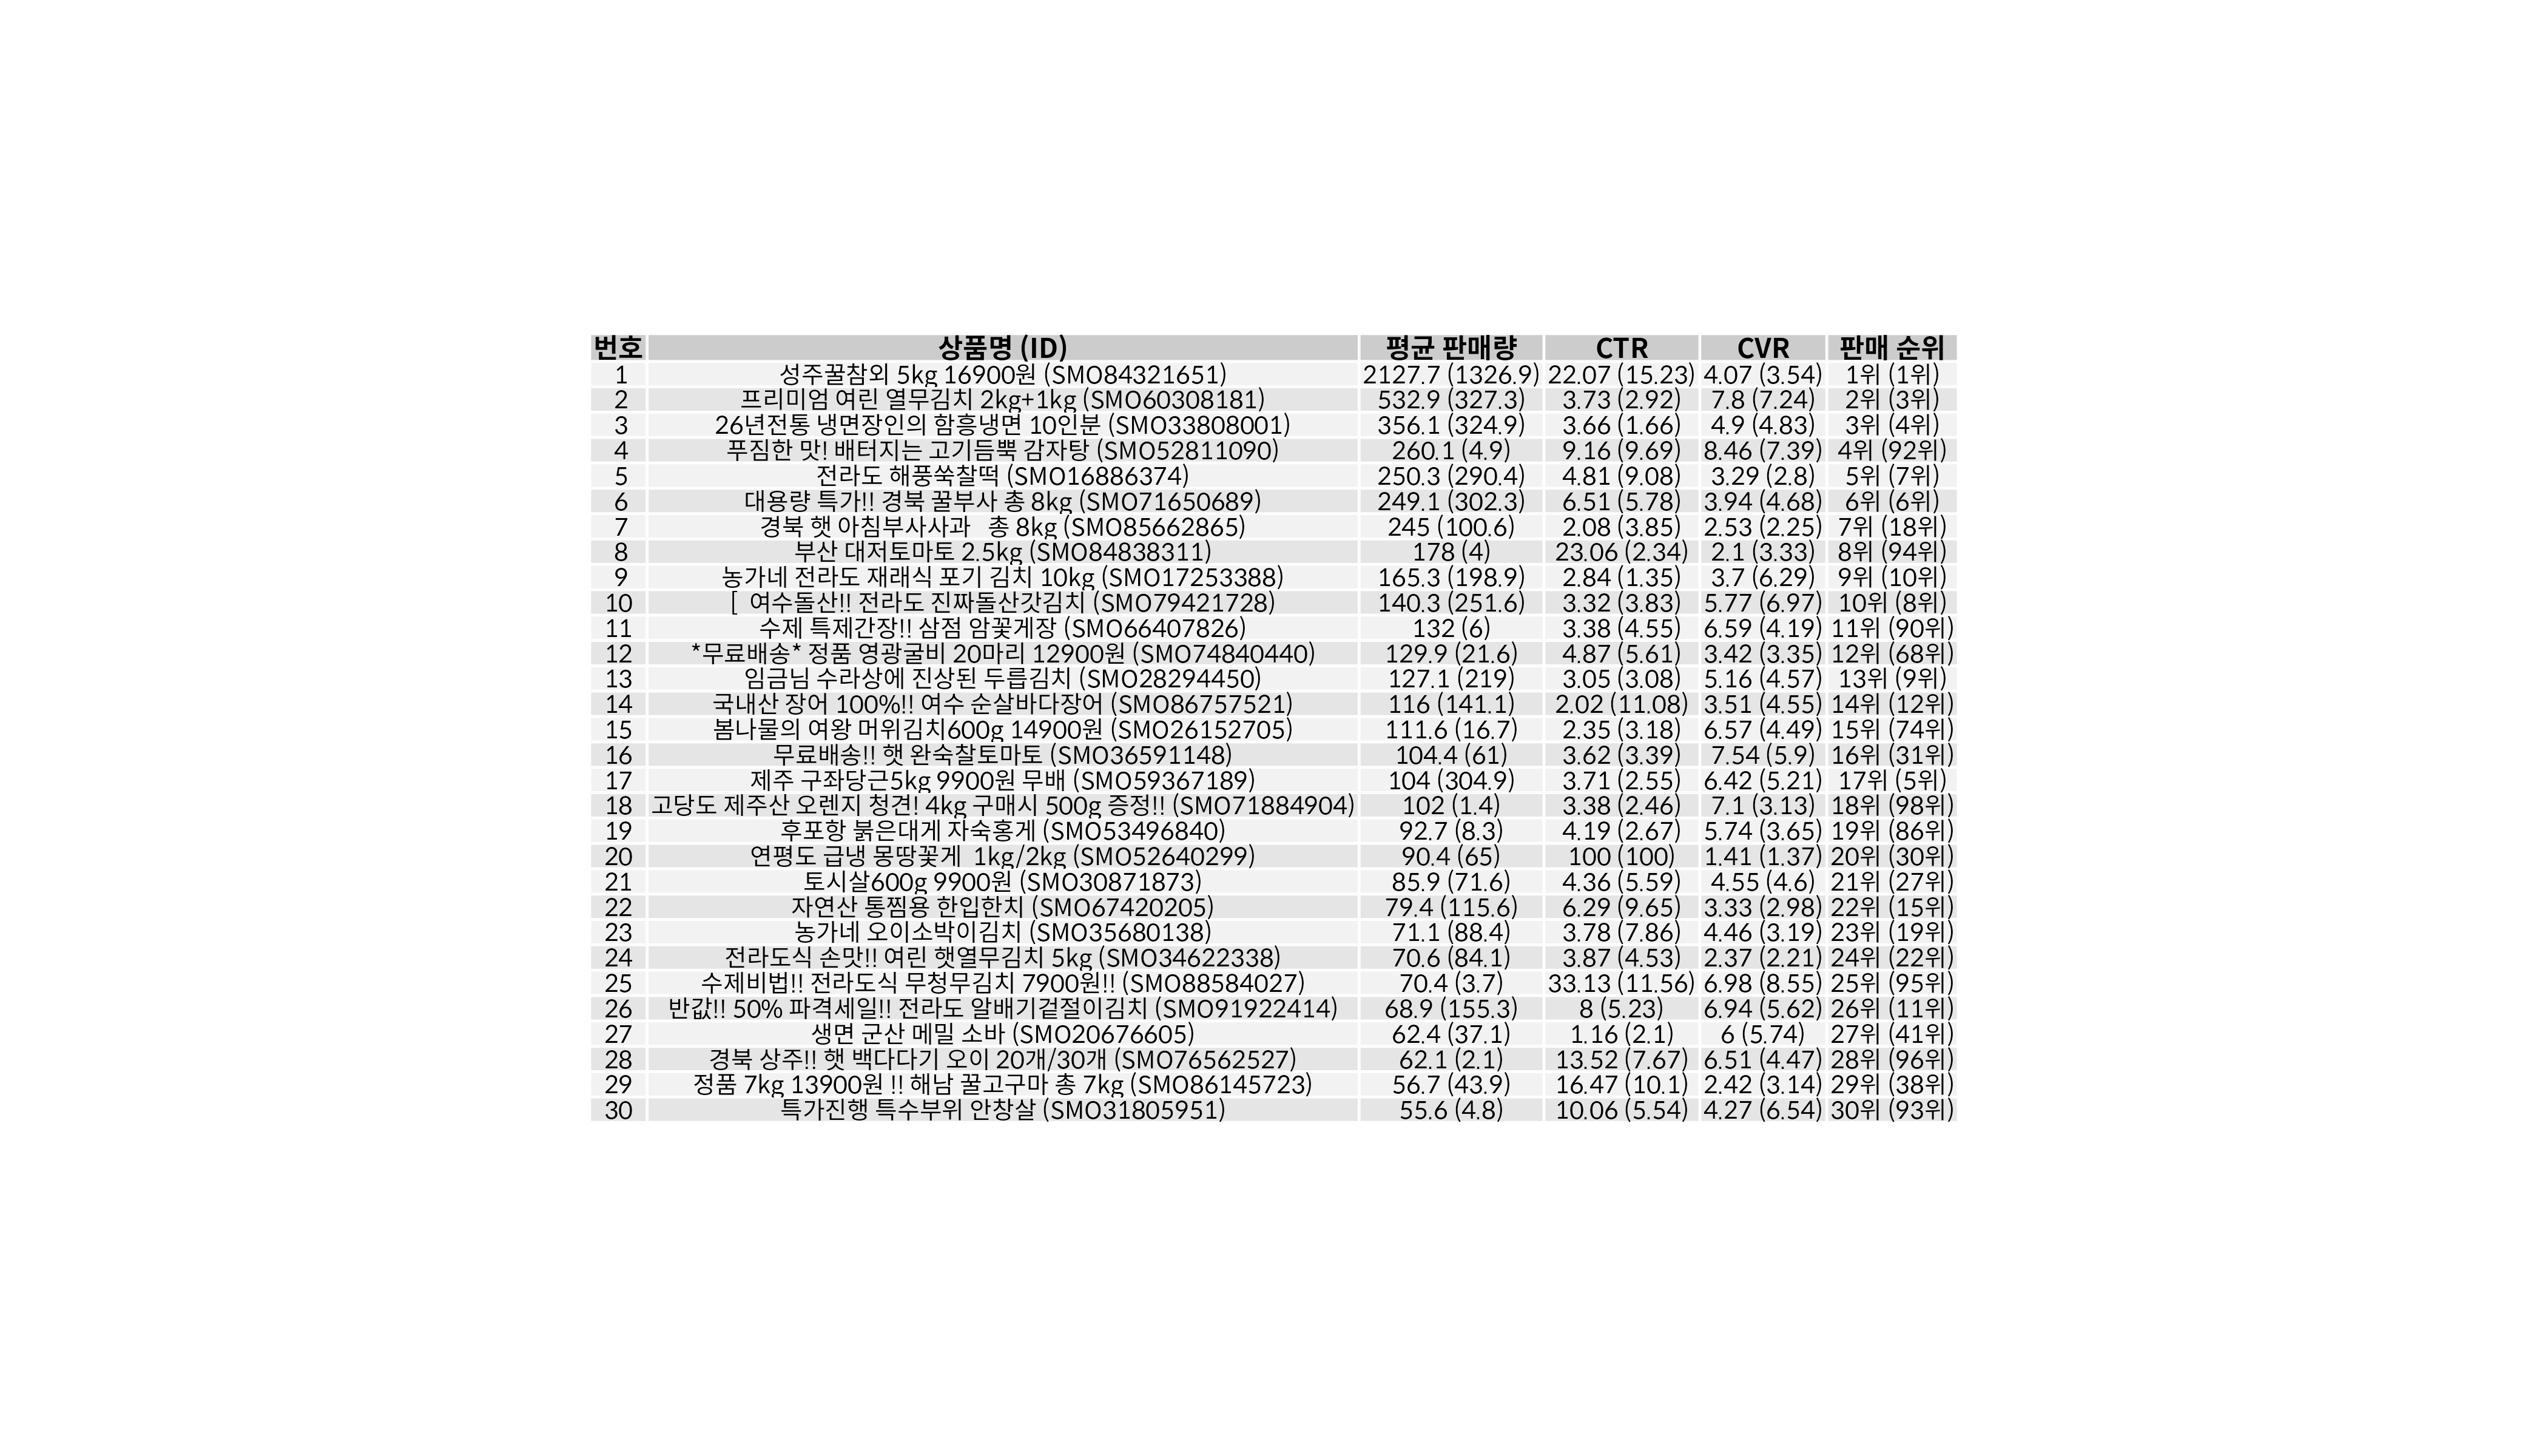 번호 상품명 (ID) 평균 판매량 CTR CVR 판매 순위
1 성주꿀참외 5kg 16900원 (SMO84321651) 2127.7 (1326.9) 22.07 (15.23) 4.07 (3.54) 1위 (1위)
2 프리미엄 여린 열무김치 2kg+1kg (SMO60308181) 532.9 (327.3) 3.73 (2.92) 7.8 (7.24) 2위 (3위)
3 26년전통 냉면장인의 함흥냉면 10인분 (SMO33808001) 356.1 (324.9) 3.66 (1.66) 4.9 (4.83) 3위 (4위)
4 푸짐한 맛! 배터지는 고기듬뿍 감자탕 (SMO52811090) 260.1 (4.9) 9.16 (9.69) 8.46 (7.39) 4위 (92위)
5 전라도 해풍쑥찰떡 (SMO16886374) 250.3 (290.4) 4.81 (9.08) 3.29 (2.8) 5위 (7위)
6 대용량 특가!! 경북 꿀부사 총 8kg (SMO71650689) 249.1 (302.3) 6.51 (5.78) 3.94 (4.68) 6위 (6위)
7 경북 햇 아침부사사과 총 8kg (SMO85662865) 245 (100.6) 2.08 (3.85) 2.53 (2.25) 7위 (18위)
8 부산 대저토마토 2.5kg (SMO84838311) 178 (4) 23.06 (2.34) 2.1 (3.33) 8위 (94위)
9 농가네 전라도 재래식 포기 김치 10kg (SMO17253388) 165.3 (198.9) 2.84 (1.35) 3.7 (6.29) 9위 (10위)
10 [ 여수돌산!! 전라도 진짜돌산갓김치 (SMO79421728) 140.3 (251.6) 3.32 (3.83) 5.77 (6.97) 10위 (8위)
11 수제 특제간장!! 삼점 암꽃게장 (SMO66407826) 132 (6) 3.38 (4.55) 6.59 (4.19) 11위 (90위)
12 *무료배송* 정품 영광굴비 20마리 12900원 (SMO74840440) 129.9 (21.6) 4.87 (5.61) 3.42 (3.35) 12위 (68위)
13 임금님 수라상에 진상된 두릅김치 (SMO28294450) 127.1 (219) 3.05 (3.08) 5.16 (4.57) 13위 (9위)
14 국내산 장어 100%!! 여수 순살바다장어 (SMO86757521) 116 (141.1) 2.02 (11.08) 3.51 (4.55) 14위 (12위)
15 봄나물의 여왕 머위김치600g 14900원 (SMO26152705) 111.6 (16.7) 2.35 (3.18) 6.57 (4.49) 15위 (74위)
16 무료배송!! 햇 완숙찰토마토 (SMO36591148) 104.4 (61) 3.62 (3.39) 7.54 (5.9) 16위 (31위)
17 제주 구좌당근5kg 9900원 무배 (SMO59367189) 104 (304.9) 3.71 (2.55) 6.42 (5.21) 17위 (5위)
18 고당도 제주산 오렌지 청견! 4kg 구매시 500g 증정!! (SMO71884904) 102 (1.4) 3.38 (2.46) 7.1 (3.13) 18위 (98위)
19 후포항 붉은대게 자숙홍게 (SMO53496840) 92.7 (8.3) 4.19 (2.67) 5.74 (3.65) 19위 (86위)
20 연평도 급냉 몽땅꽃게 1kg/2kg (SMO52640299) 90.4 (65) 100 (100) 1.41 (1.37) 20위 (30위)
21 토시살600g 9900원 (SMO30871873) 85.9 (71.6) 4.36 (5.59) 4.55 (4.6) 21위 (27위)
22 자연산 통찜용 한입한치 (SMO67420205) 79.4 (115.6) 6.29 (9.65) 3.33 (2.98) 22위 (15위)
23 농가네 오이소박이김치 (SMO35680138) 71.1 (88.4) 3.78 (7.86) 4.46 (3.19) 23위 (19위)
24 전라도식 손맛!! 여린 햇열무김치 5kg (SMO34622338) 70.6 (84.1) 3.87 (4.53) 2.37 (2.21) 24위 (22위)
25 수제비법!! 전라도식 무청무김치 7900원!! (SMO88584027) 70.4 (3.7) 33.13 (11.56) 6.98 (8.55) 25위 (95위)
26 반값!! 50% 파격세일!! 전라도 알배기겉절이김치 (SMO91922414) 68.9 (155.3) 8 (5.23) 6.94 (5.62) 26위 (11위)
27 생면 군산 메밀 소바 (SMO20676605) 62.4 (37.1) 1.16 (2.1) 6 (5.74) 27위 (41위)
28 경북 상주!! 햇 백다다기 오이 20개/30개 (SMO76562527) 62.1 (2.1) 13.52 (7.67) 6.51 (4.47) 28위 (96위)
29 정품 7kg 13900원 !! 해남 꿀고구마 총 7kg (SMO86145723) 56.7 (43.9) 16.47 (10.1) 2.42 (3.14) 29위 (38위)
30 특가진행 특수부위 안창살 (SMO31805951) 55.6 (4.8) 10.06 (5.54) 4.27 (6.54) 30위 (93위)